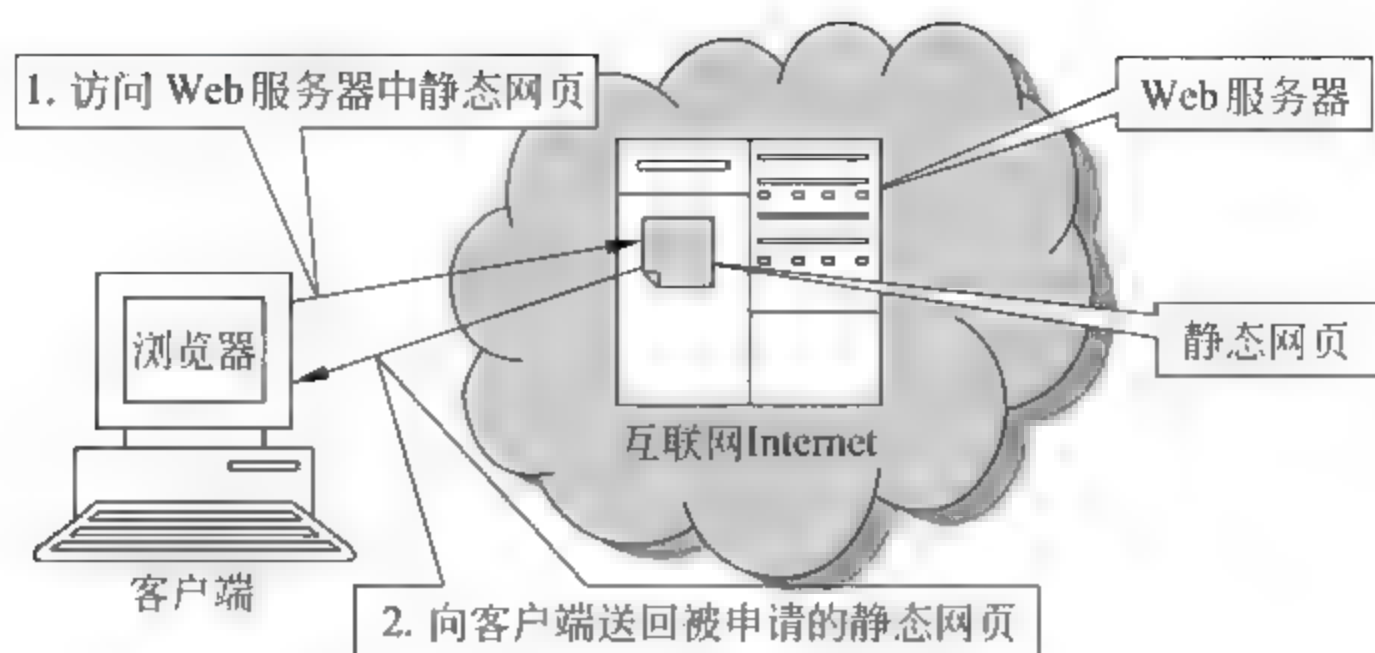 1. 访问 Web服务器中静态网页
Web服务器
浏览器
静态网页
互联网Internet
客户端
2. 向客户端送回被申请的静态网页